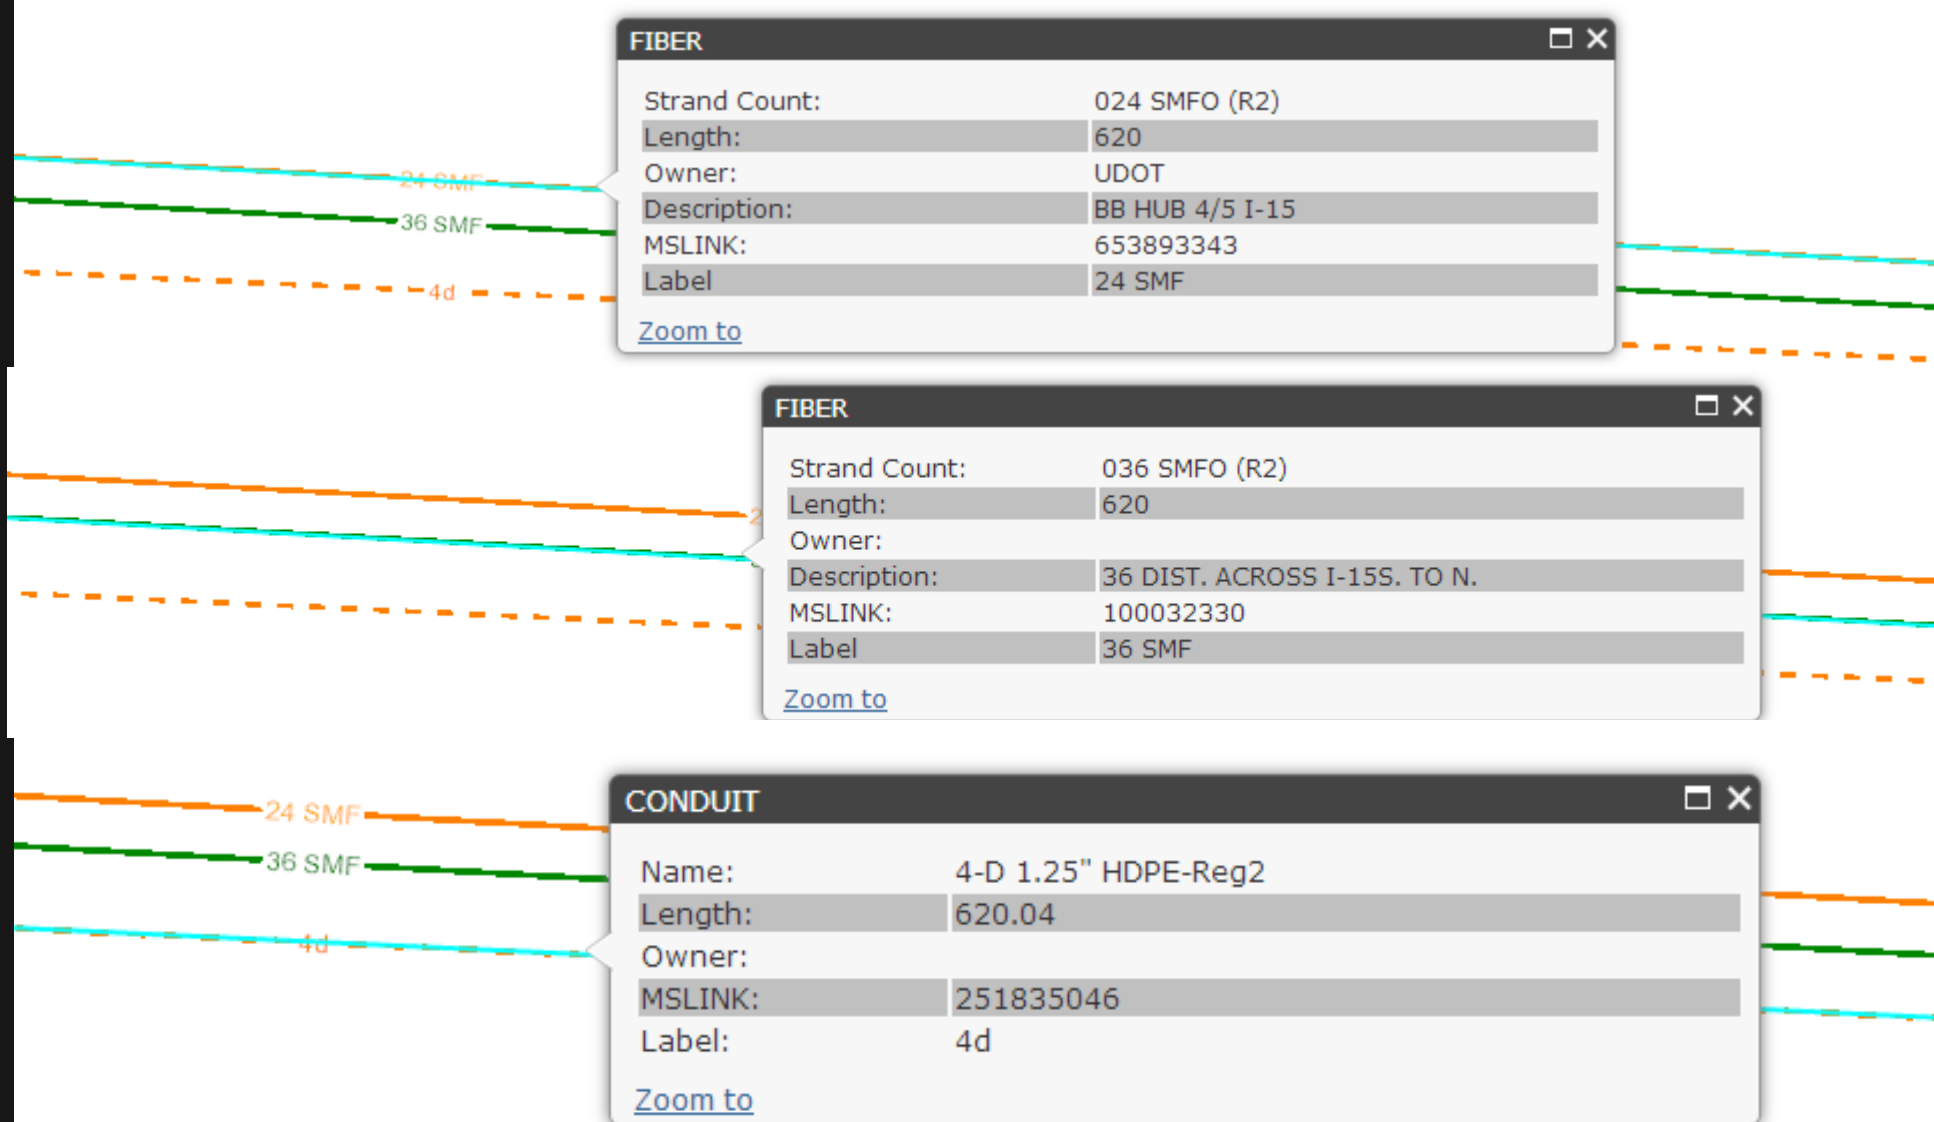 FIBER
Strand Count: 024 SMFO (R2)
Length: 620
24 SMF
Owner: UDOT
36 SMF
Description: BB HUB 4/5 I-15
MSLINK: 653893343
4d
Label 24 SMF
Zoom to
FIBER
Strand Count: 036 SMFO (R2)
Length: 620
2
Owner:
Description: 36 DIST. ACROSS I-15S. TO N.
MSLINK: 100032330
Label 36 SMF
Zoom to
CONDUIT
24 SMF
36 SMF
Name: 4-D 1.25" HDPE-Reg2
Length: 620.04
4d
Owner:
MSLINK: 251835046
Label: 4d
Zoom to